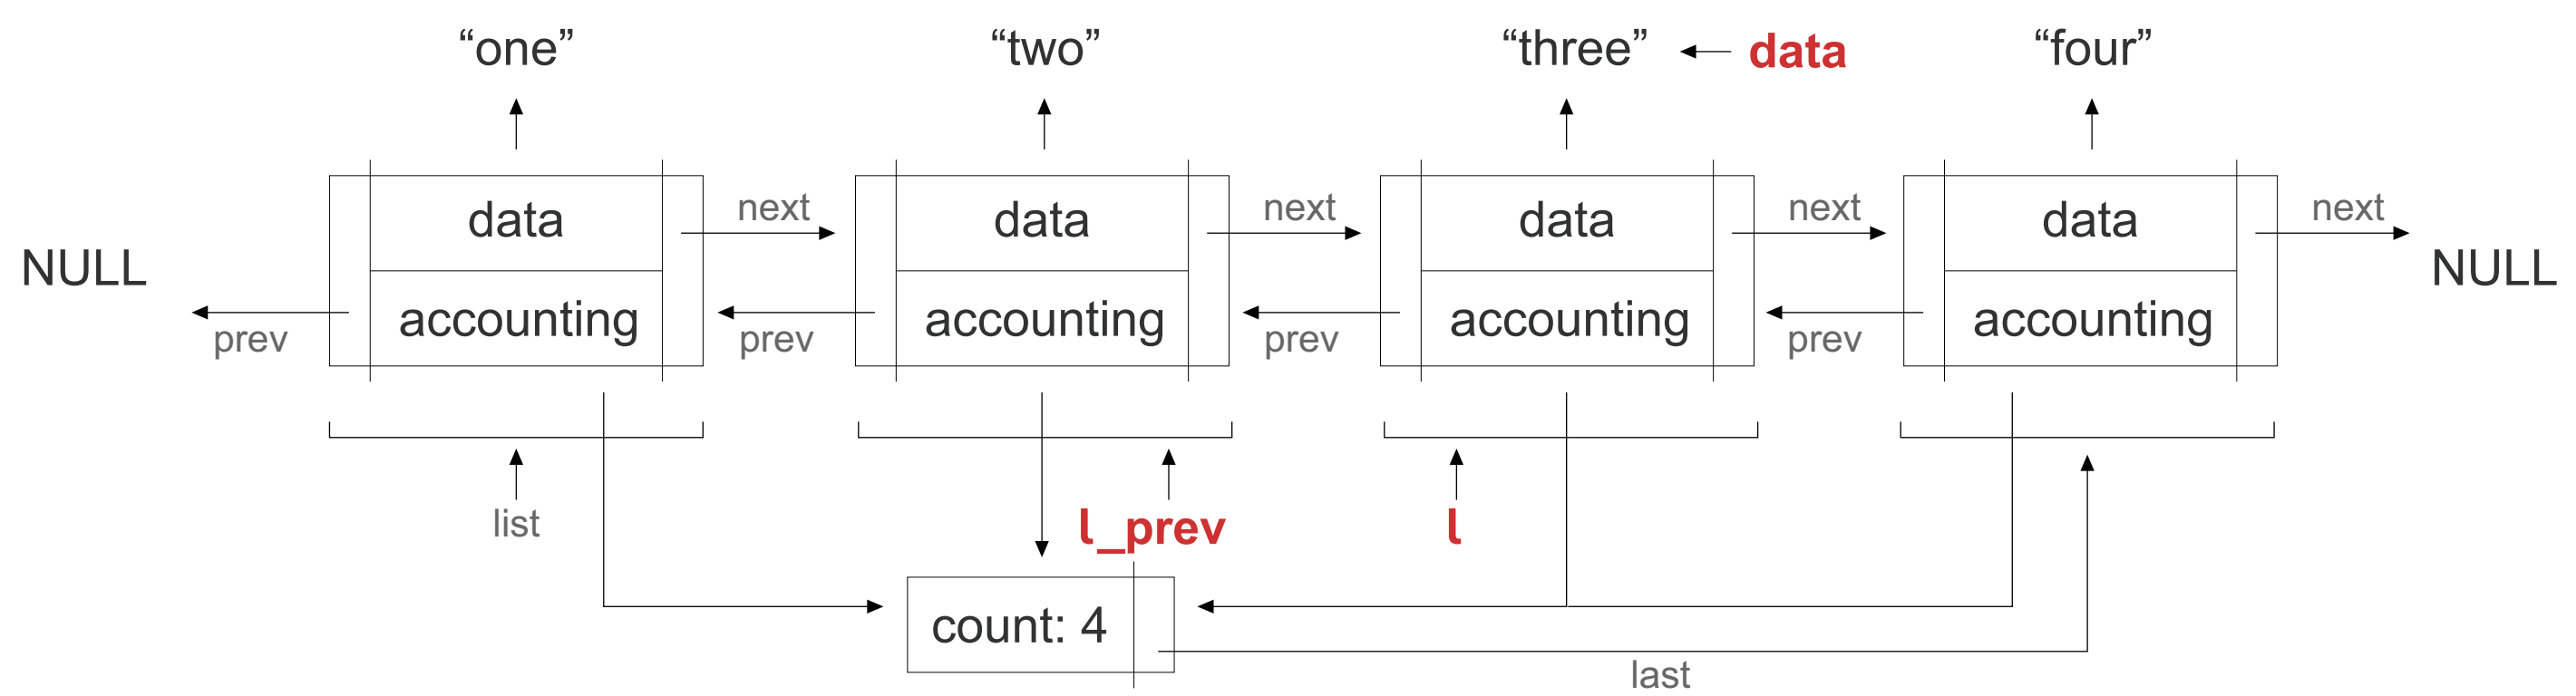 “one” “two” “three” data “four”
data next data next data next data next
NULL NULL
accounting accounting accounting accounting
prev prev prev prev
list l_prev l
count: 4
last